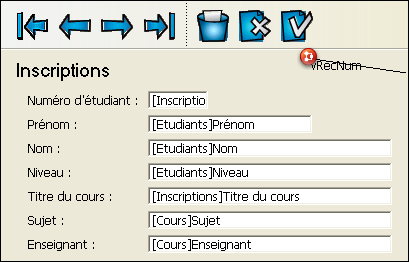 vRecNum
Inscriptions
Numéro d'étudiant : [Inscriptio
Prénom : [Etudiants]Prénom
Nom : [Etudiants]Nom
Niveau : [Etudiants]Niveau
Titre du cours : [Inscriptions]Titre du cours
Sujet : [Cours]Sujet
Enseignant : [Cours]Enseignant